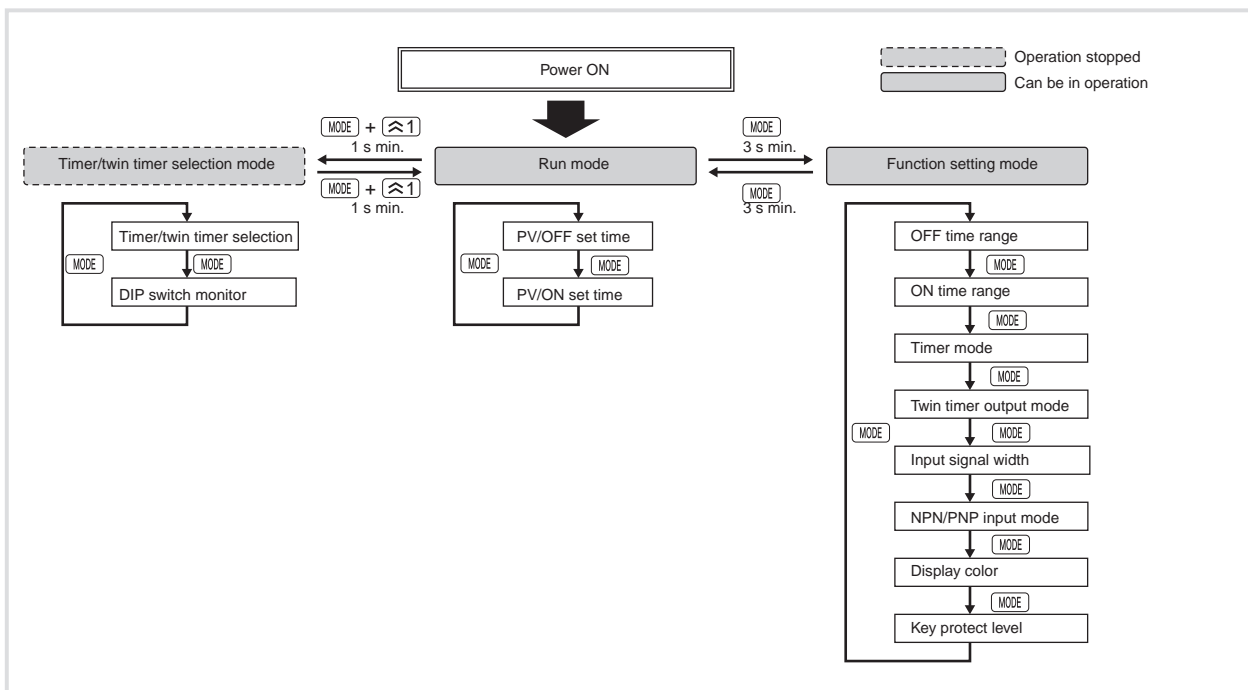 Power ON
Operation stopped
Can be in operation
MODE + 1
1 s min.
MODE
3 s min.
Timer/twin timer selection mode
Run mode
Function setting mode
MODE + 1
1 s min.
MODE
3 s min.
Timer/twin timer selection
MODE
MODE
DIP switch monitor
PV/OFF set time
MODE
MODE
PV/ON set time
OFF time range
MODE
ON time range
MODE
Timer mode
MODE
Twin timer output mode
MODE
MODE
Input signal width
MODE
NPN/PNP input mode
MODE
Display color
MODE
Key protect level